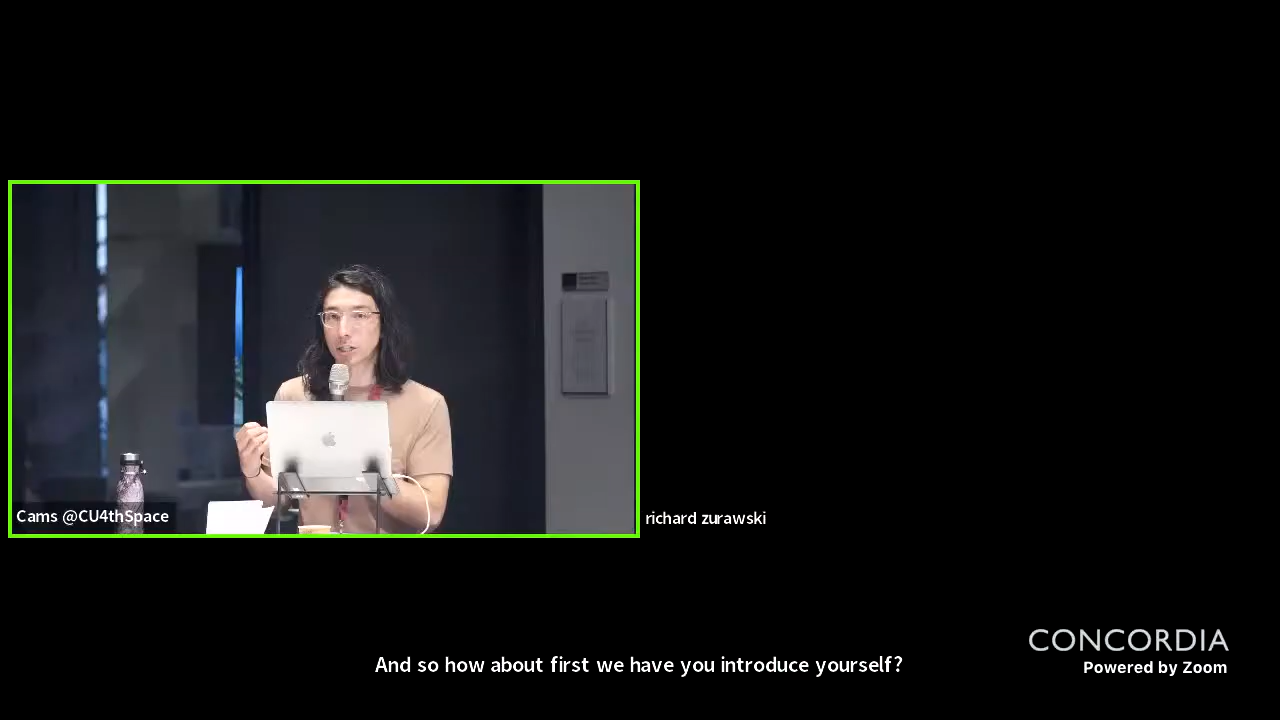 Cams @CU4thSpace
richard zurawski
And so how about first we have you introduce yourself?
CONCORDIA
Powered by Zoom